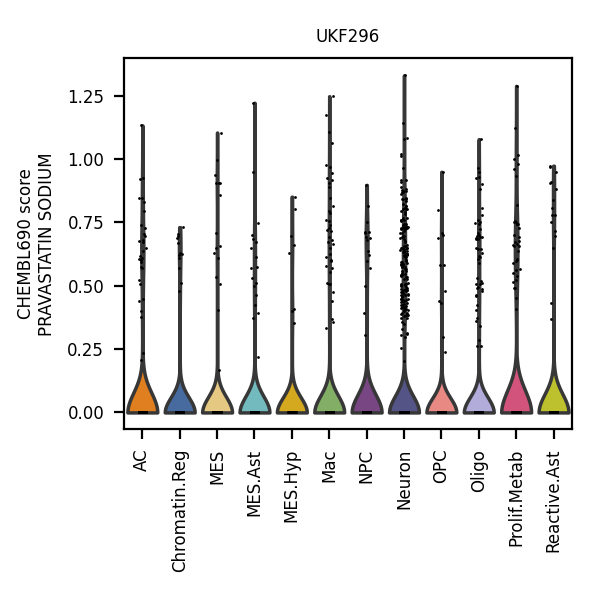 UKF296
CHEMBL690 score
PRAVASTATIN SODIUM
1.25
1.00
0.75
0.50
0.25
0.00
AC
Chromatin.Reg
MES
MES.Ast
MES.Hyp
Mac
NPC
Neuron
OPC
Oligo
Prolif.Metab
Reactive.Ast